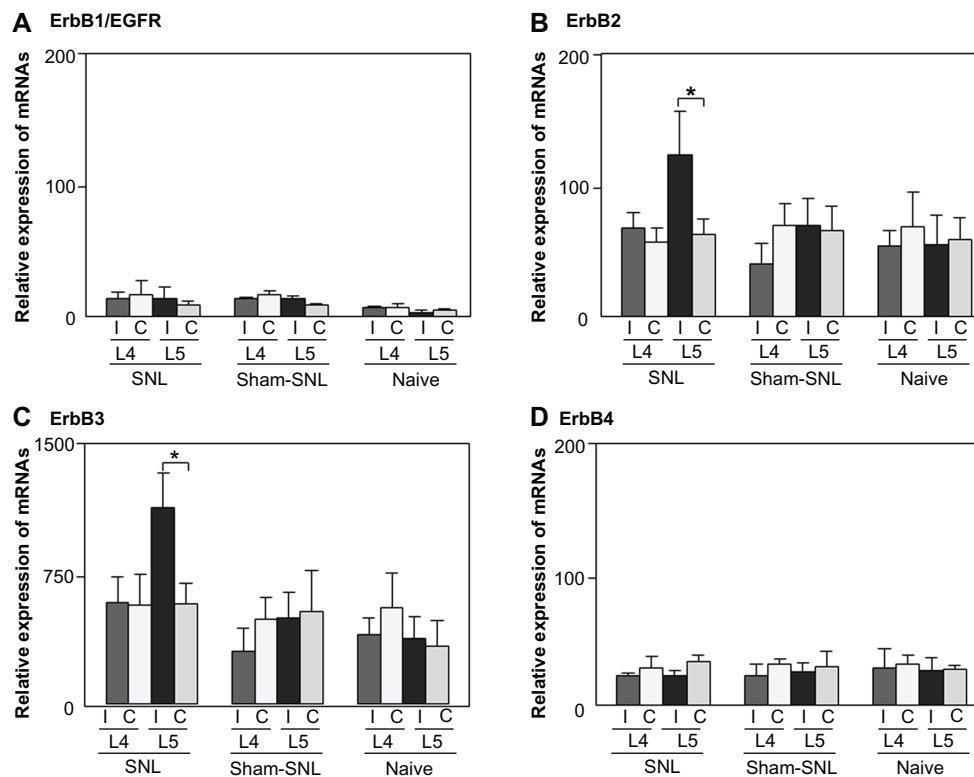 A ErbB1/EGFR
Relative expression of mRNAs
200
100
0
I C I C I C I C I C I C
L4 L5 L4 L5 L4 L5
SNL Sham-SNL Naive
B ErbB2
Relative expression of mRNAs
200
100
0
*
I C I C I C I C I C I C
L4 L5 L4 L5 L4 L5
SNL Sham-SNL Naive
C ErbB3
Relative expression of mRNAs
1500
750
0
*
I C I C I C I C I C I C
L4 L5 L4 L5 L4 L5
SNL Sham-SNL Naive
D ErbB4
Relative expression of mRNAs
200
100
0
I C I C I C I C I C I C
L4 L5 L4 L5 L4 L5
SNL Sham-SNL Naive